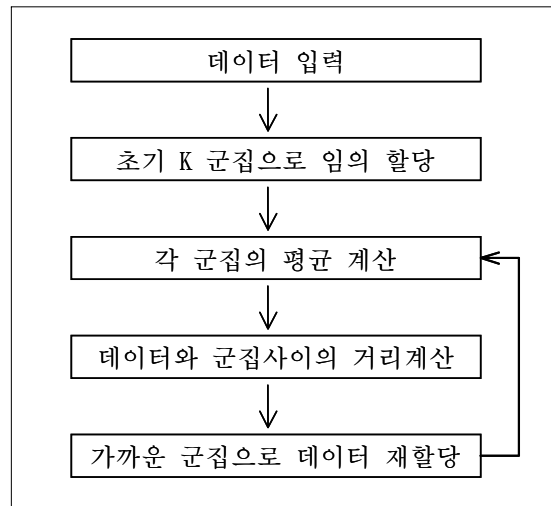 데이터 입력
초기 K 군집으로 임의 할당
각 군집의 평균 계산
데이터와 군집사이의 거리계산
가까운 군집으로 데이터 재할당